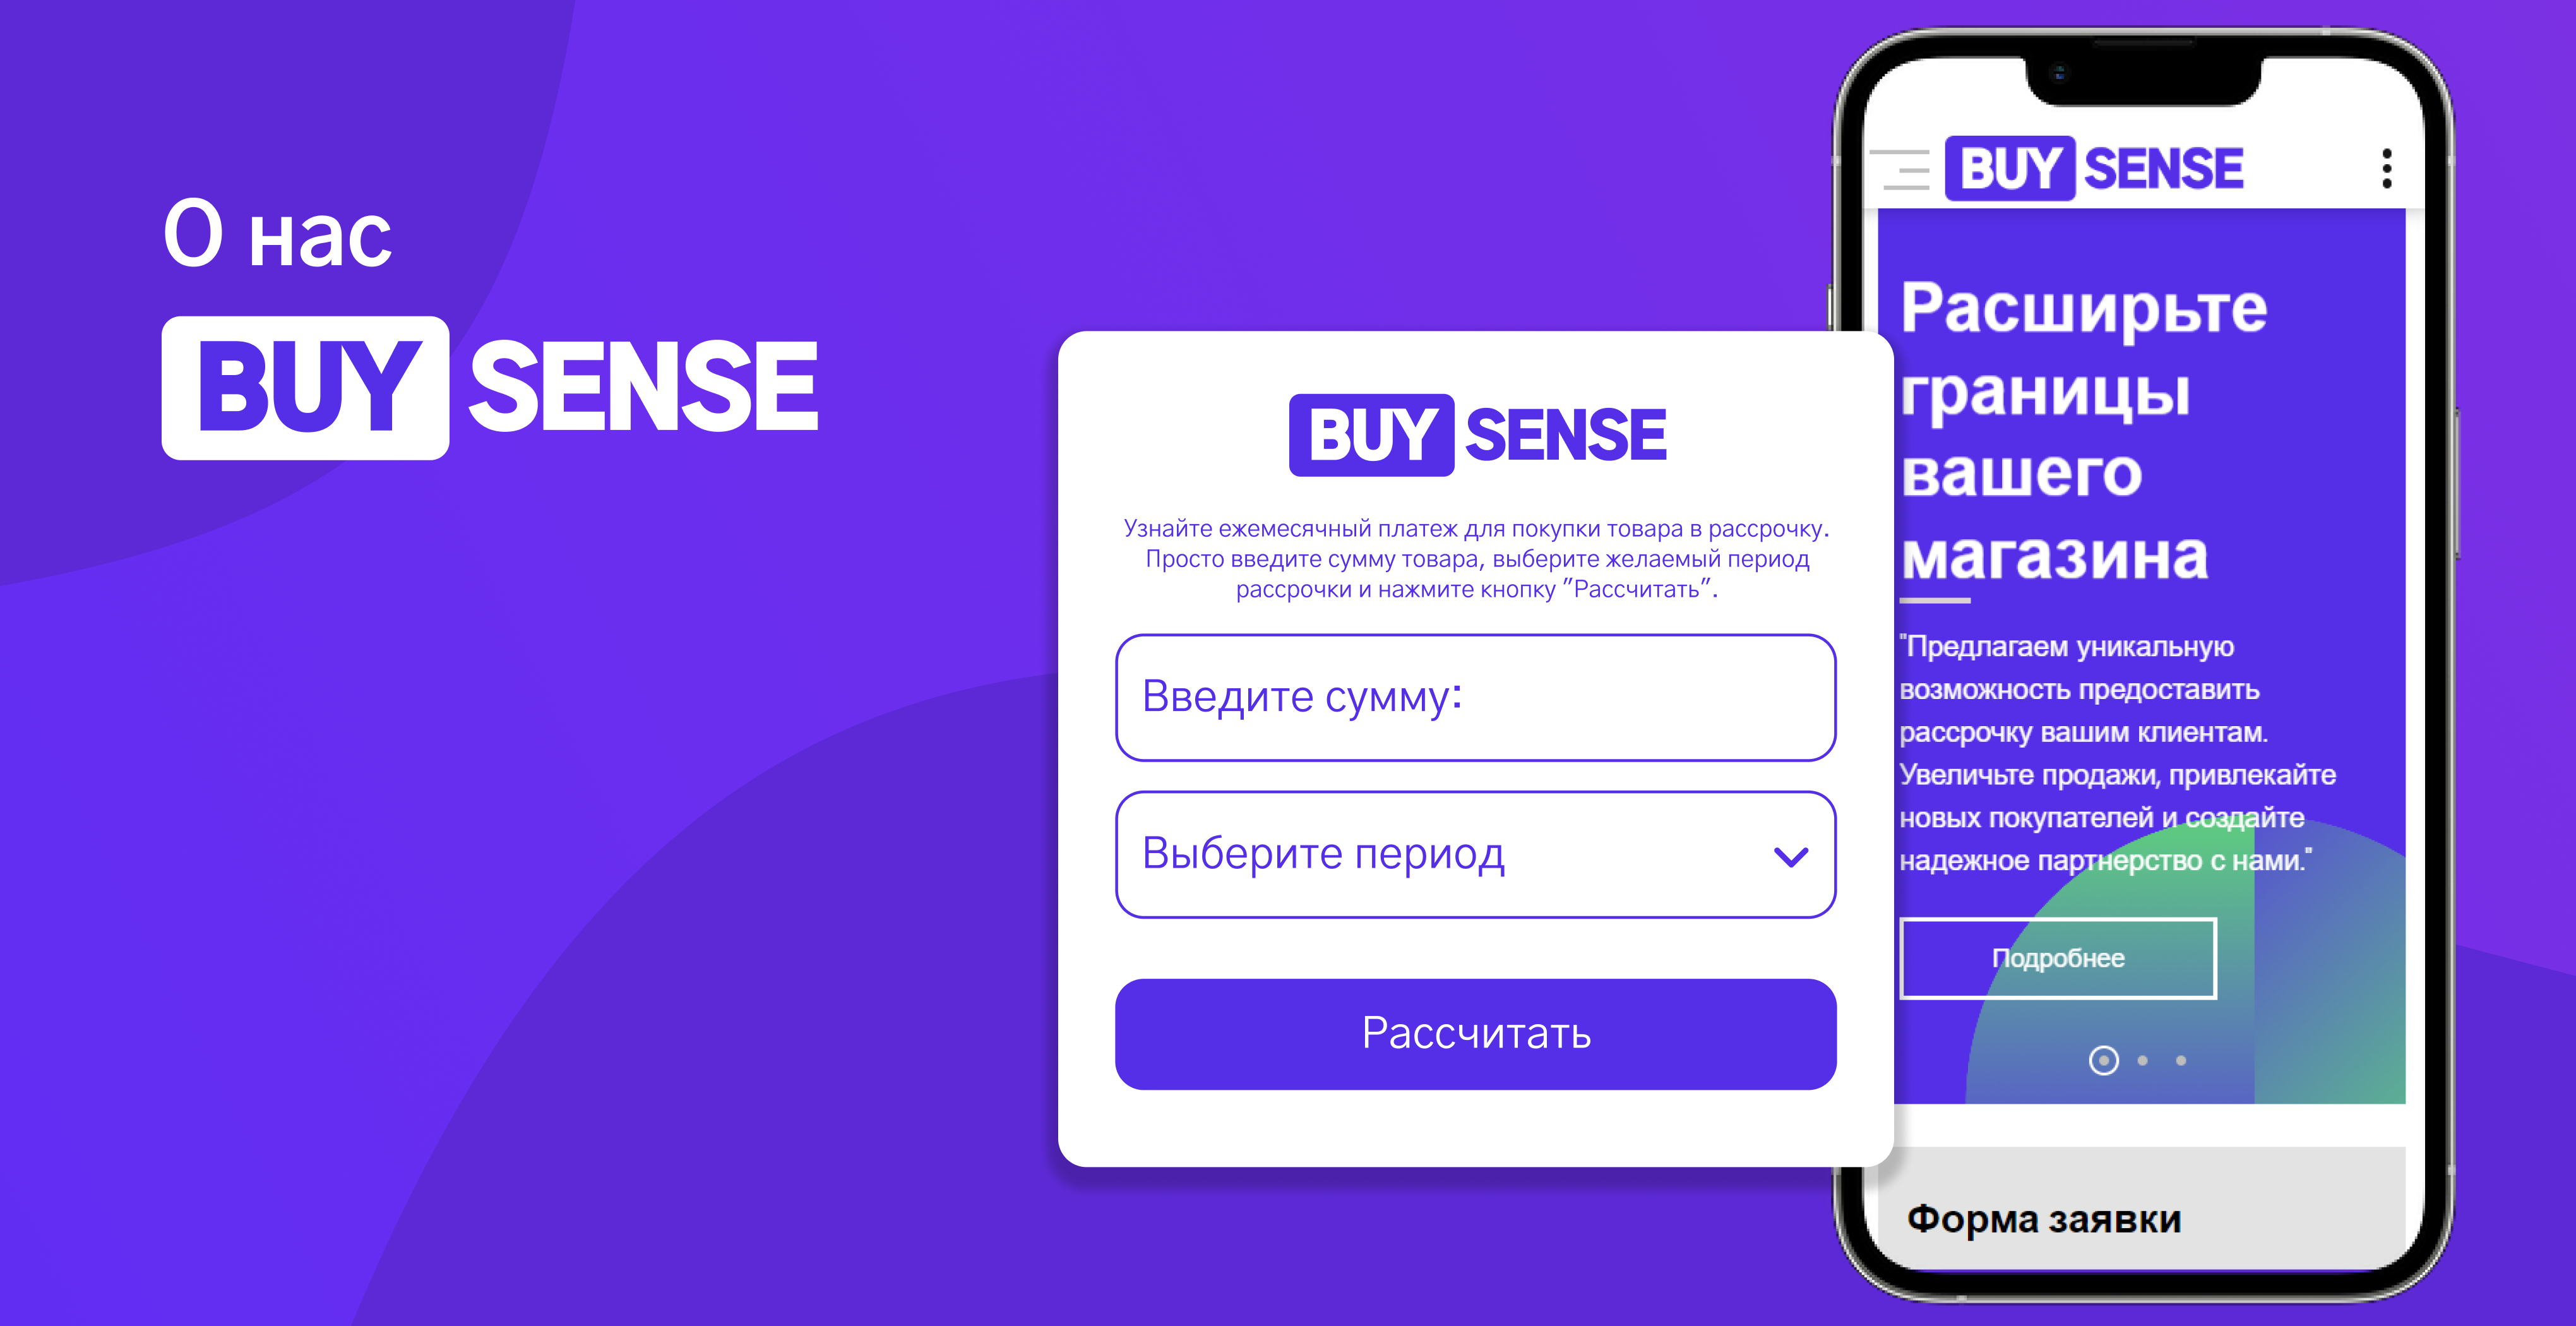 О нас
BUY SENSE
BUY SENSE
Узнайте ежемесячный платеж для покупки товара в рассрочку.
Просто введите сумму товара, выберите желаемый период
рассрочки и нажмите кнопку "Рассчитать".
Введите сумму:
Выберите период
Рассчитать
BUY SENSE
Расширьте
границы
вашего
магазина
"Предлагаем уникальную
возможность предоставить
рассрочку вашим клиентам.
Увеличьте продажи, привлекайте
новых покупателей и создайте
надежное партнерство с нами."
Подробнее
Форма заявки